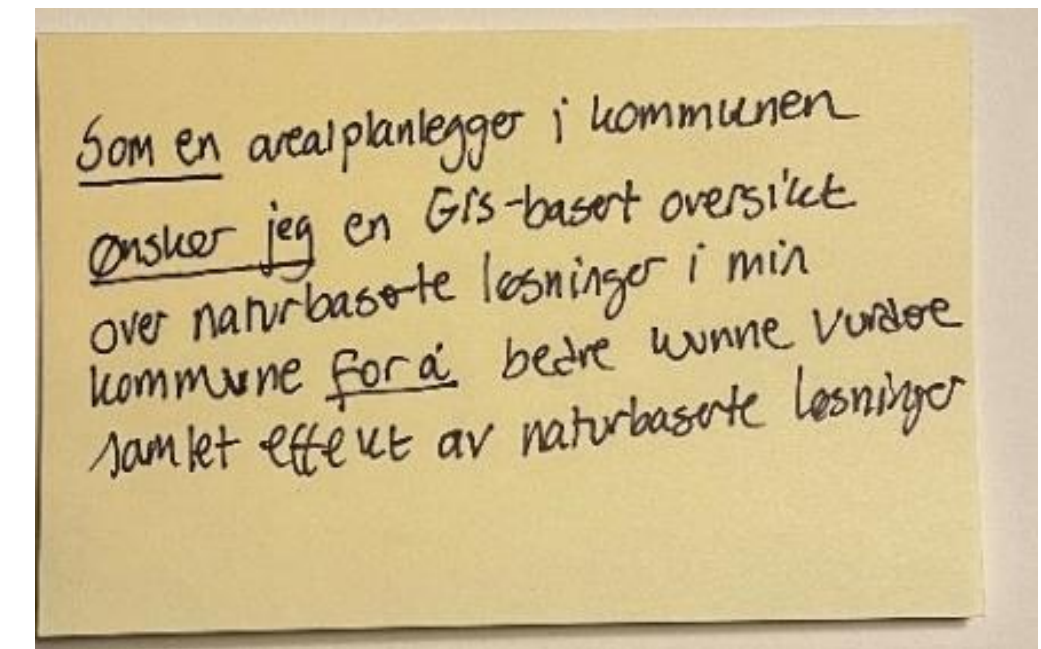 Som en arealplanlegger i kommunen
ønsker jeg en GIS-basert oversikt
over naturbaserte løsninger i min
kommune for å bedre kunne vurdere
samlet effekt av naturbaserte løsninger